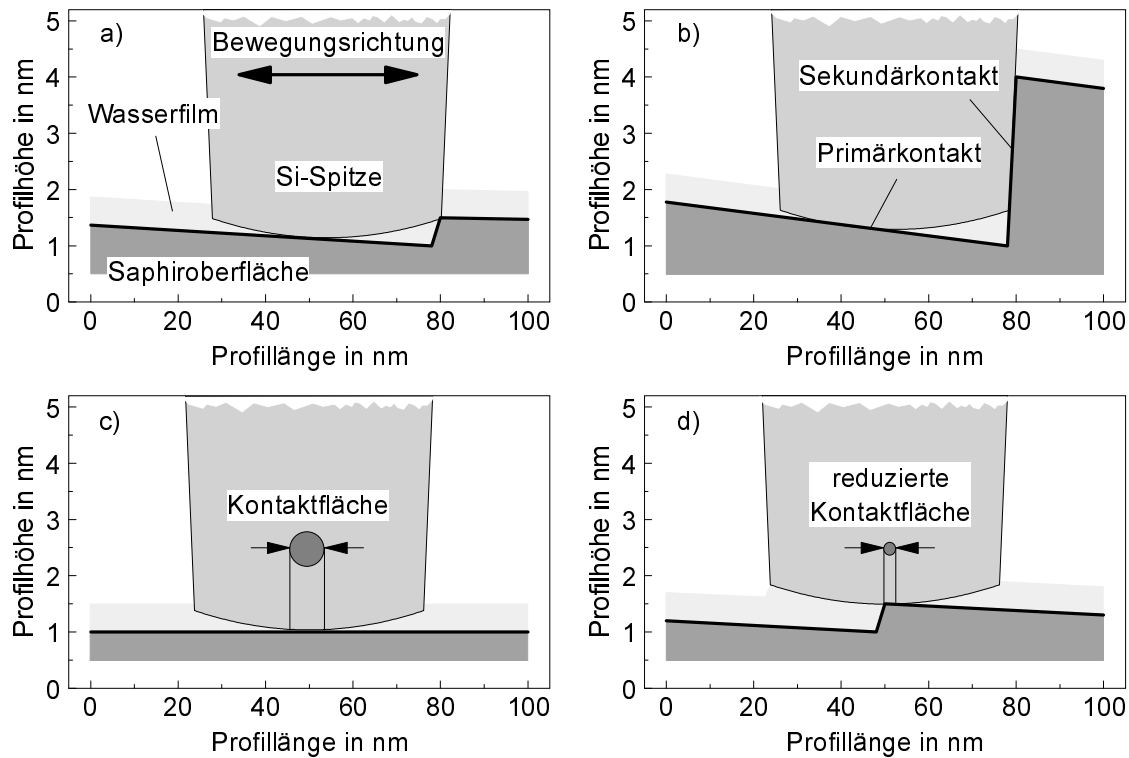 a)
Bewegungsrichtung
Wasserfilm
Si-Spitze
Saphiroberfläche
Profilhöhe in nm
5
4
3
2
1
0
0 20 40 60 80 100
Profillänge in nm
b)
Sekundärkontakt
Primärkontakt
Profilhöhe in nm
5
4
3
2
1
0
0 20 40 60 80 100
Profillänge in nm
c)
Kontaktfläche
Profilhöhe in nm
5
4
3
2
1
0
0 20 40 60 80 100
Profillänge in nm
d)
reduzierte
Kontaktfläche
Profilhöhe in nm
5
4
3
2
1
0
0 20 40 60 80 100
Profillänge in nm